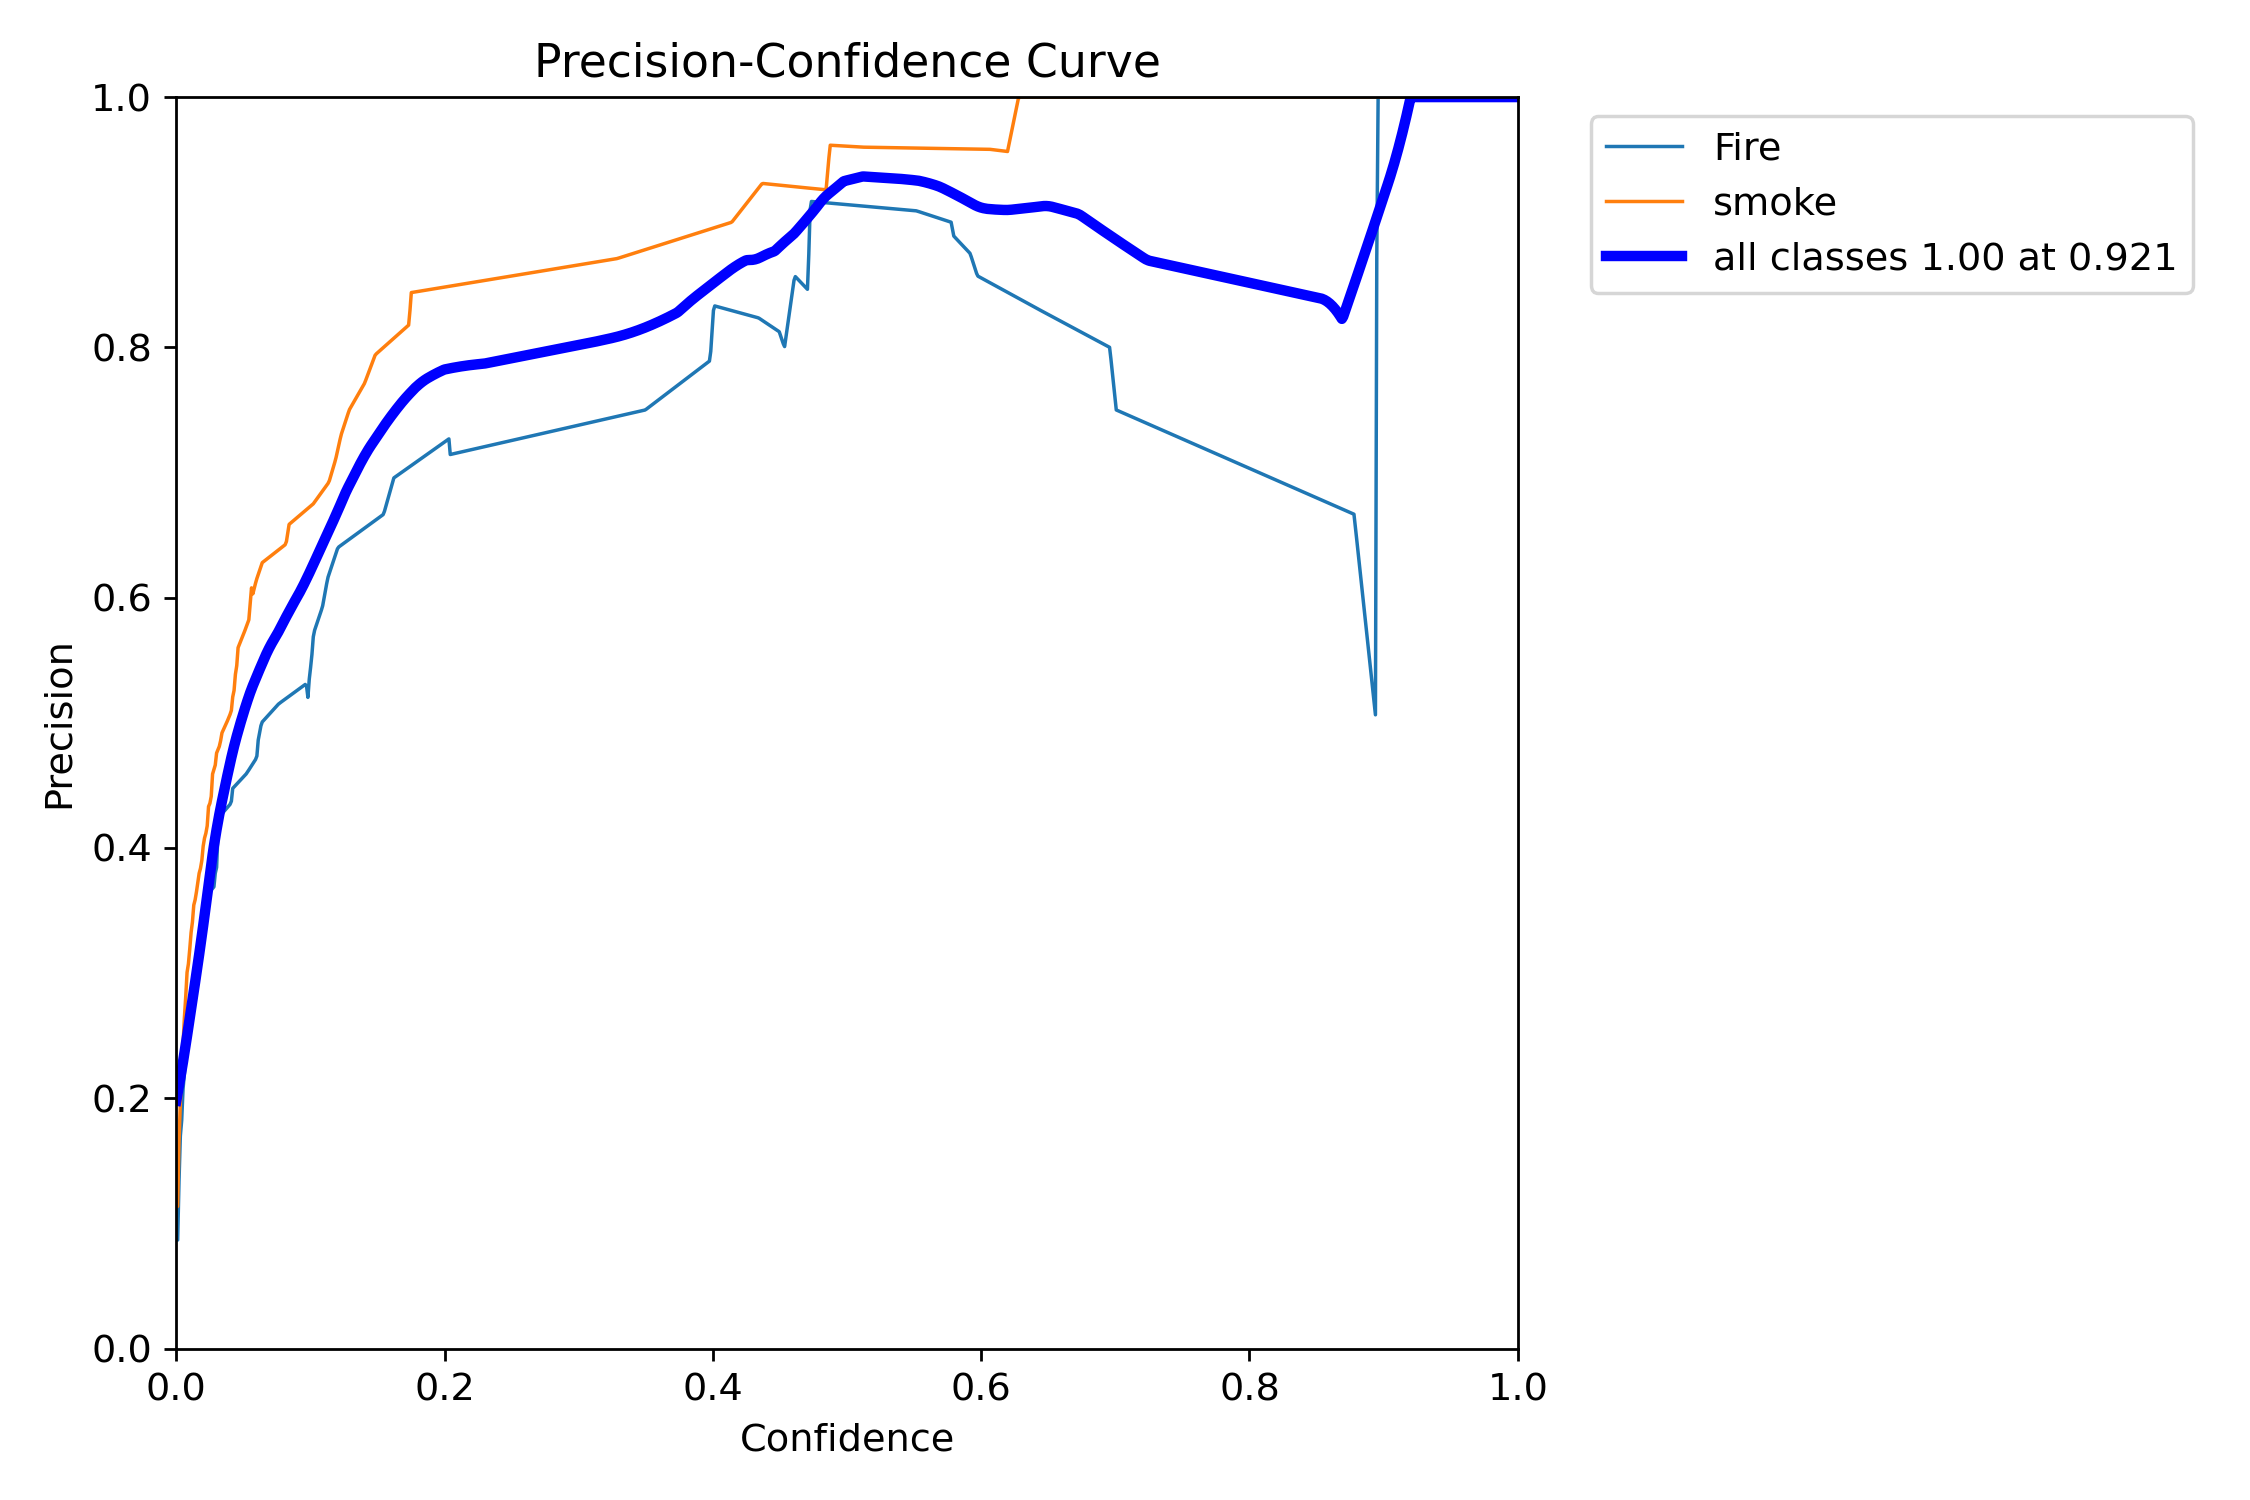 Precision-Confidence Curve
1.0
0.8
0.6
0.4
0.2
0.0
Precision
0.0 0.2 0.4 0.6 0.8 1.0
Confidence
Fire
smoke
all classes 1.00 at 0.921